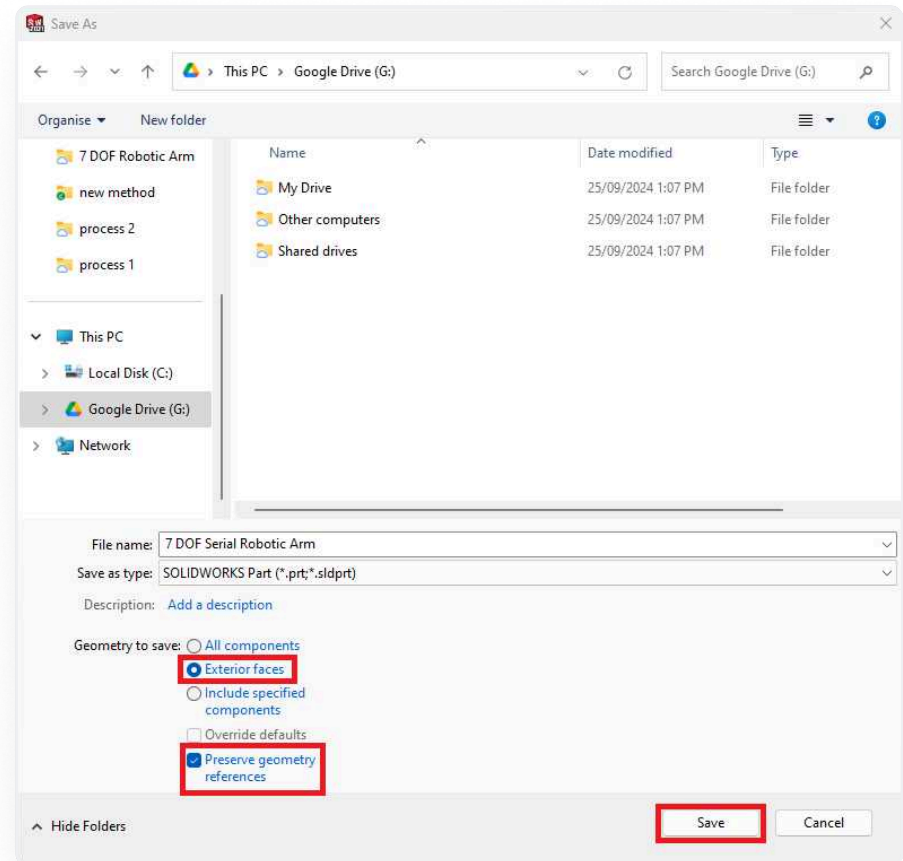 Save As
This PC > Google Drive (G:)
Search Google Drive (G:)
Organise
New folder
Name
Date modified
Type
7 DOF Robotic Arm
new method
process 2
process 1
This PC
Local Disk (C:)
Google Drive (G:)
Network
My Drive 25/09/2024 1:07 PM File folder
Other computers 25/09/2024 1:07 PM File folder
Shared drives 25/09/2024 1:07 PM File folder
File name: 7 DOF Serial Robotic Arm
Save as type: SOLIDWORKS Part (*.prt;*.sldprt)
Description: Add a description
Geometry to save: All components
Exterior faces
Include specified
components
Override defaults
Preserve geometry
references
Hide Folders
Save
Cancel